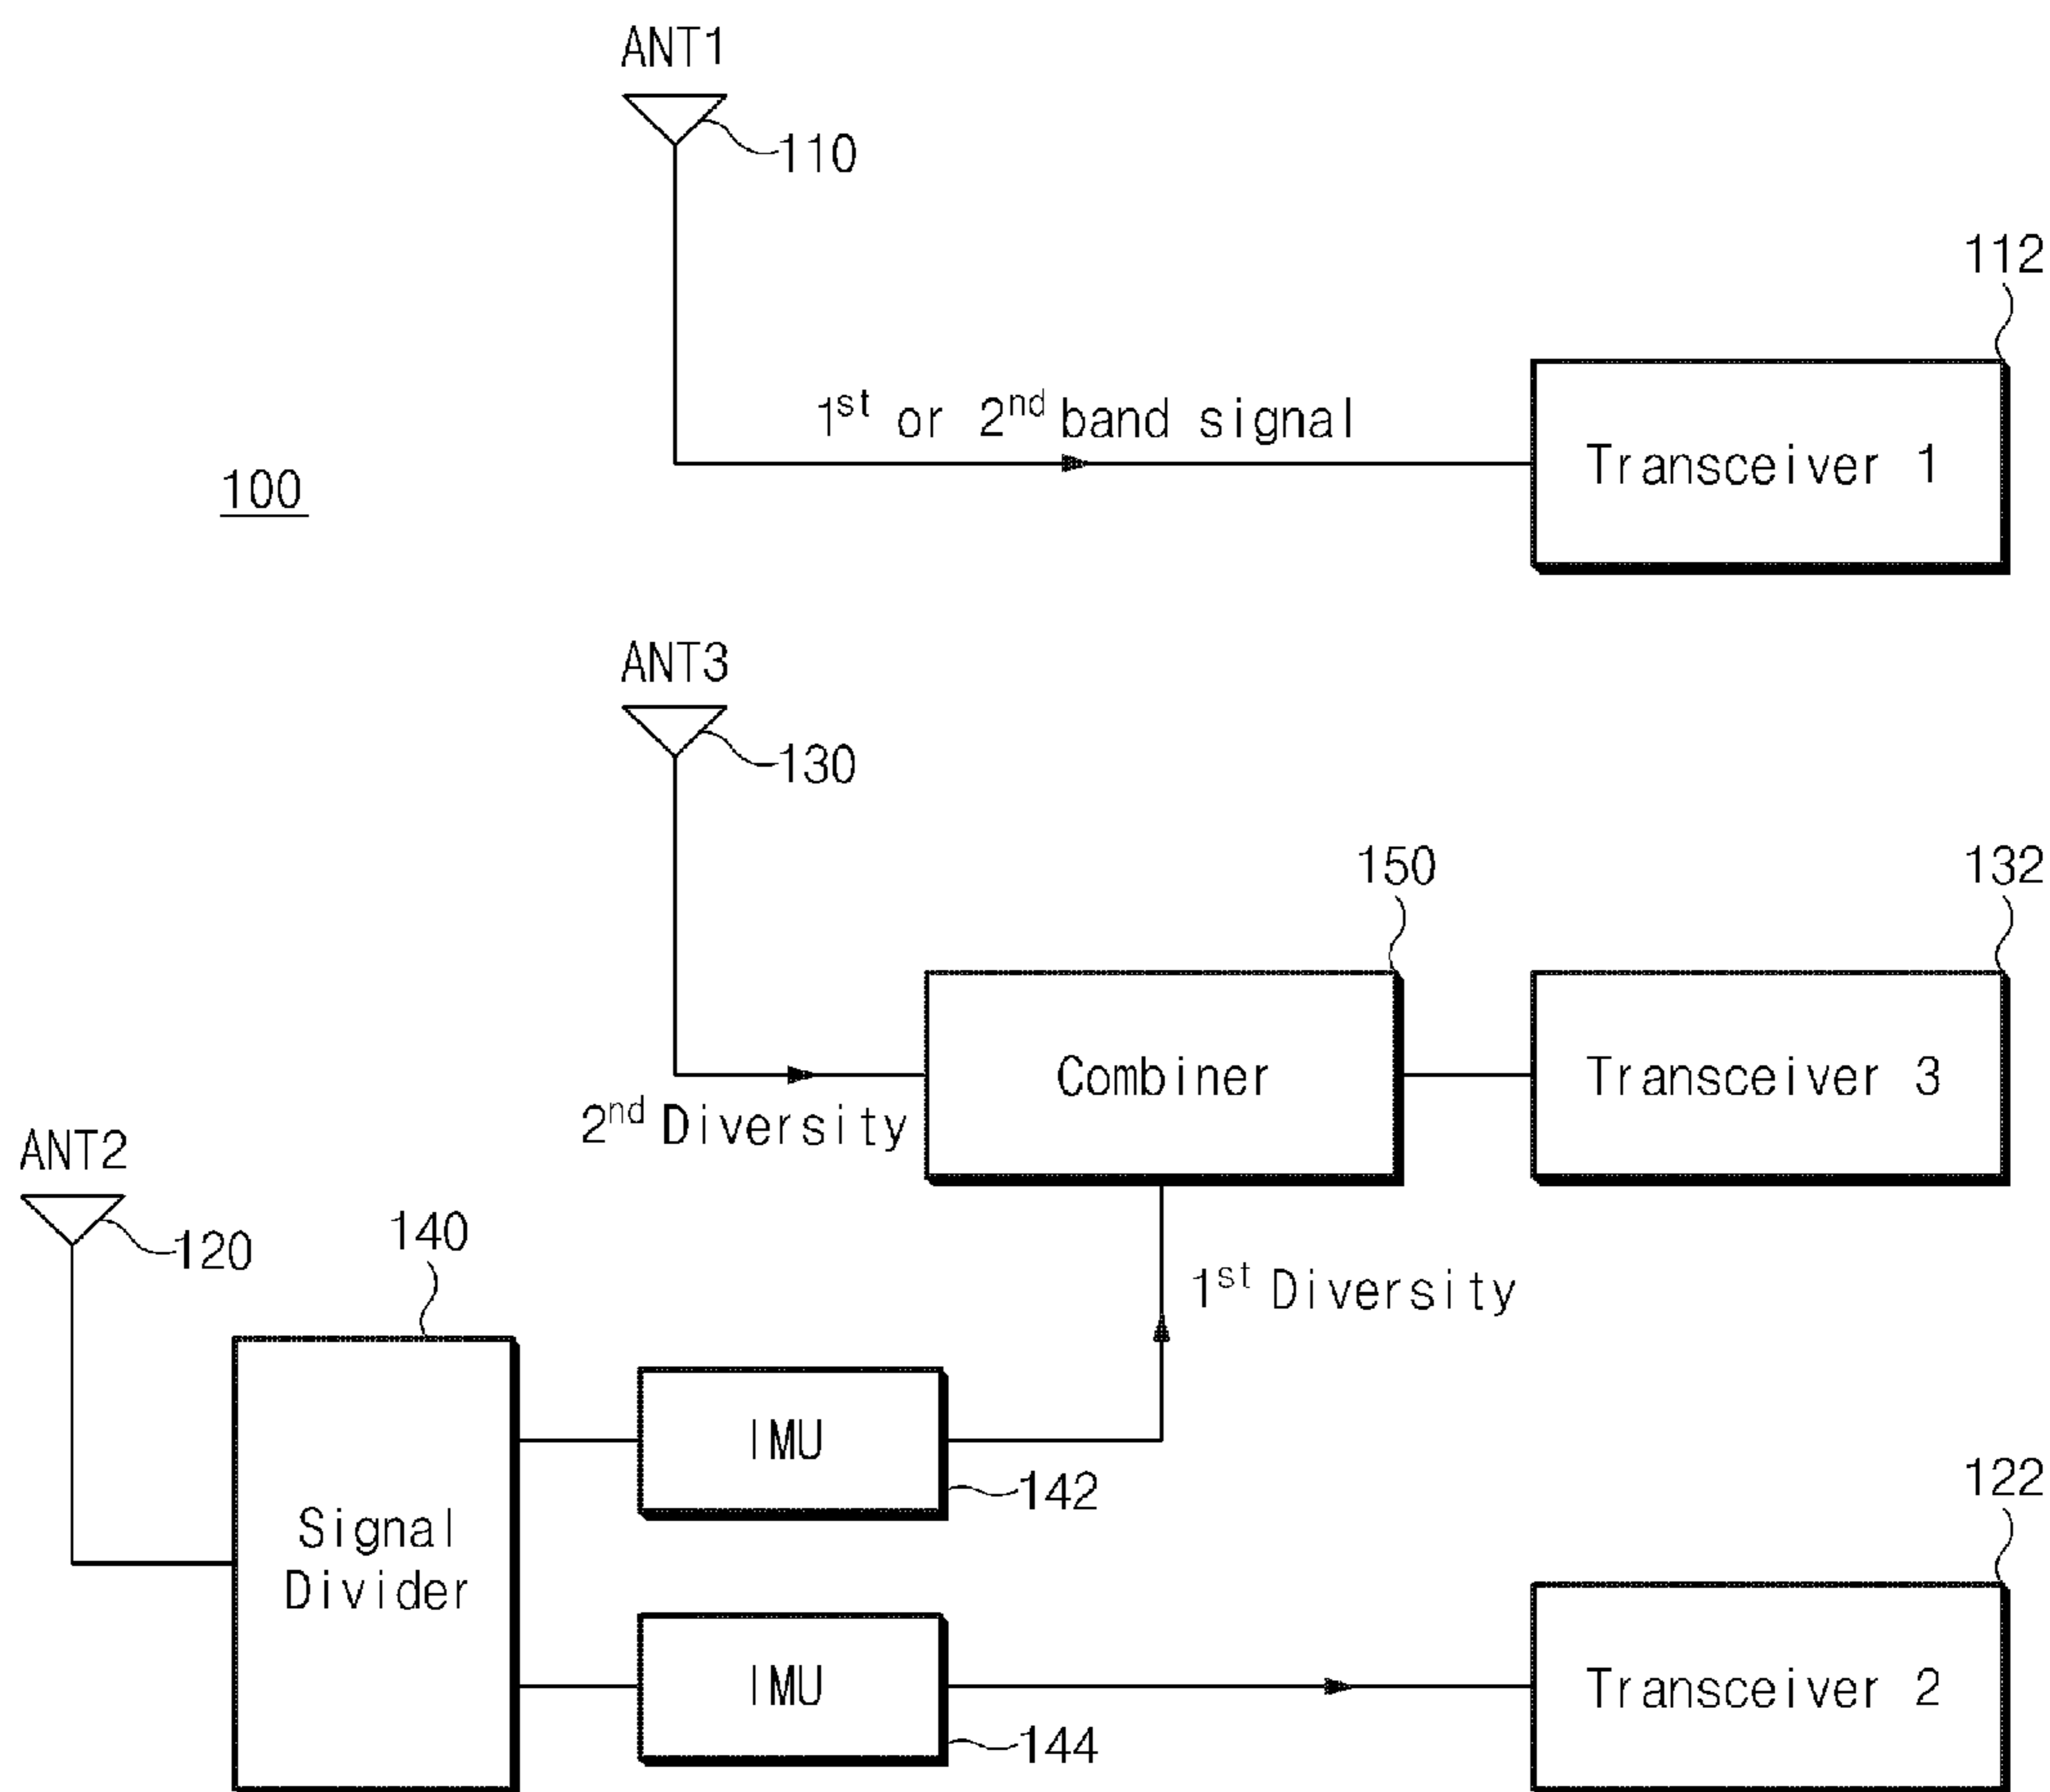 ANT1
110
112
1st or 2nd band signal
Transceiver 1
100
ANT3
130
150
132
Combiner
Transceiver 3
2nd Diversity
ANT2
120
140
1st Diversity
IMU
142
122
Signal
Divider
IMU
Transceiver 2
144